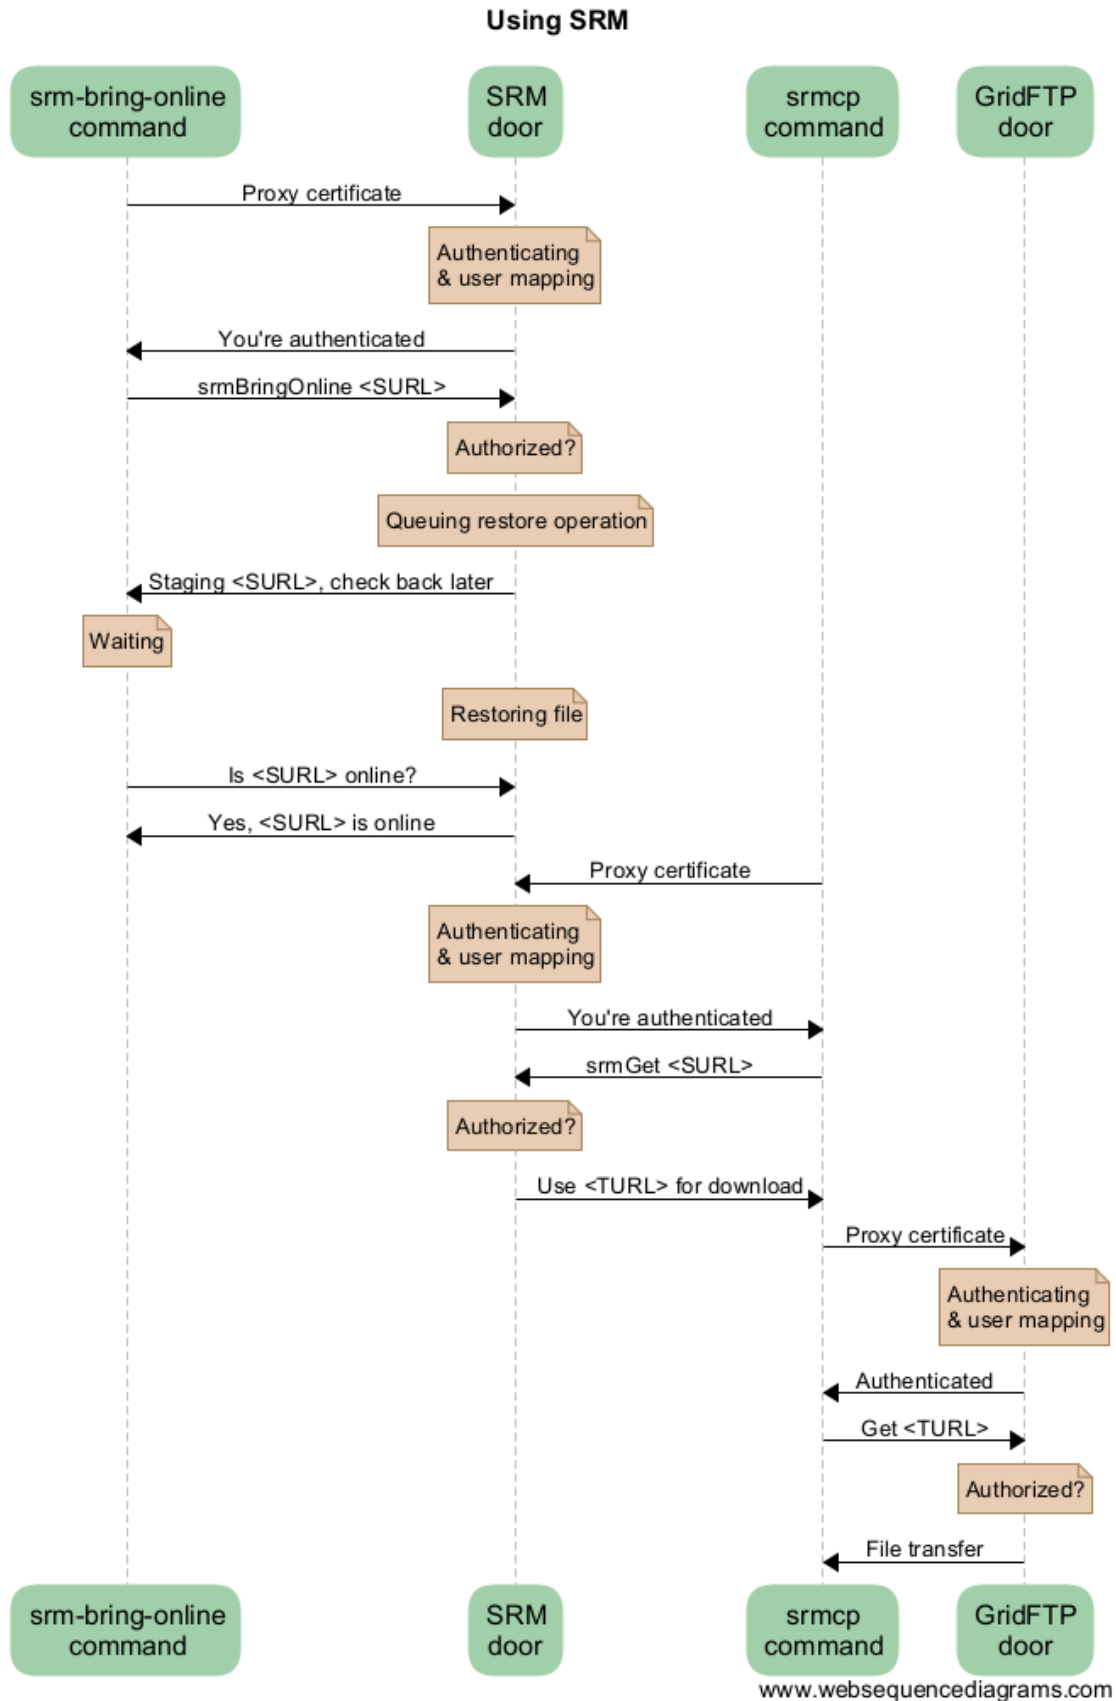 Using SRM
srm-bring-online
command
SRM
door
srmcp
command
GridFTP
door
Proxy certificate
Authenticating
& user mapping
You're authenticated
srmBringOnline <SURL>
Authorized?
Queuing restore operation
Staging <SURL>, check back later
Waiting
Restoring file
Is <SURL> online?
Yes, <SURL> is online
Proxy certificate
Authenticating
& user mapping
You're authenticated
srmGet <SURL>
Authorized?
Use <TURL> for download
Proxy certificate
Authenticating
& user mapping
Authenticated
Get <TURL>
Authorized?
File transfer
srm-bring-online
command
SRM
door
srmcp
command
GridFTP
door
www.websequencediagrams.com